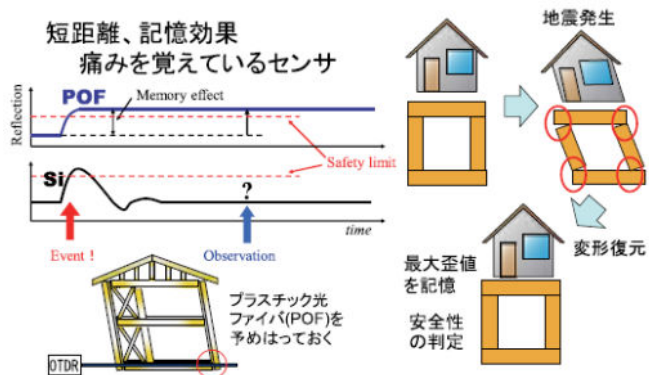 短距離、記憶効果
痛みを覚えているセンサ
Reflection
POF
Memory effect
Safety limit
Si
?
time
Event !
Observation
プラスチック光
ファイバ(POF)を
予めはっておく
OTDR
地震発生
変形復元
最大歪値
を記憶
安全性
の判定